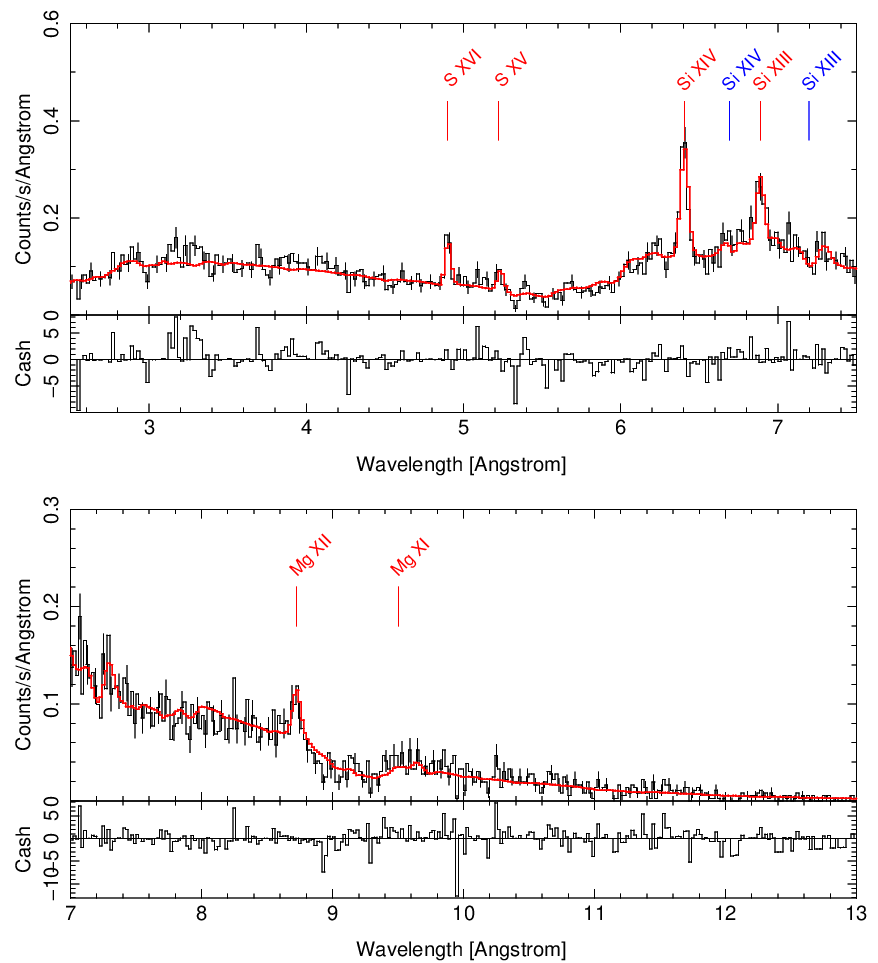 0.6
S XVI
S XV
Si XIV
Si XIV
Si XIII
Si XIII
0.4
Counts/s/Angstrom
0.2
0
5
Cash
0
−5
3
4
5
6
7
Wavelength [Angstrom]
0.3
Mg XII
Mg XI
0.2
Counts/s/Angstrom
0.1
0
5
Cash
0
−5
−10
7
8
9
10
11
12
13
Wavelength [Angstrom]